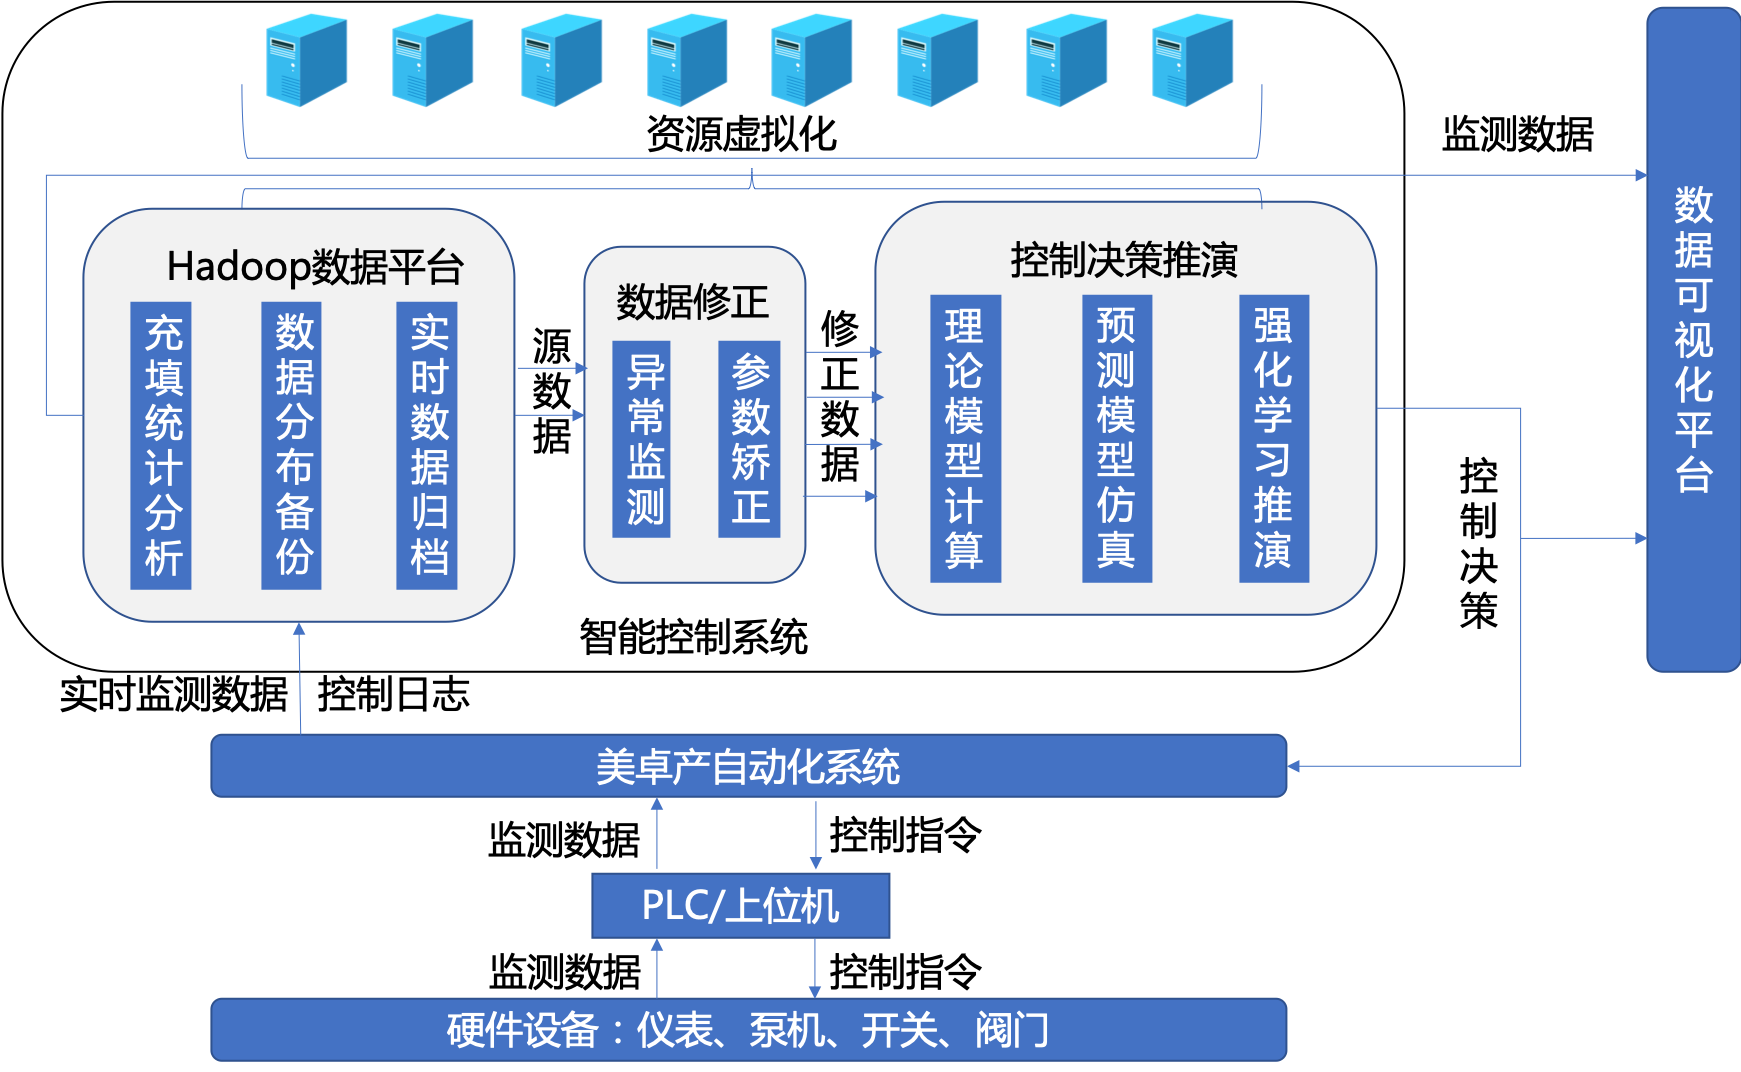 资源虚拟化
监测数据
Hadoop数据平台
充填统计分析
数据分布备份
实时数据归档
源数据
数据修正
异常监测
参数矫正
修正数据
控制决策推演
理论模型计算
预测模型仿真
强化学习推演
控制决策
数据可视化平台
智能控制系统
实时监测数据
控制日志
美卓产自动化系统
监测数据
控制指令
PLC/上位机
监测数据
控制指令
硬件设备：仪表、泵机、开关、阀门